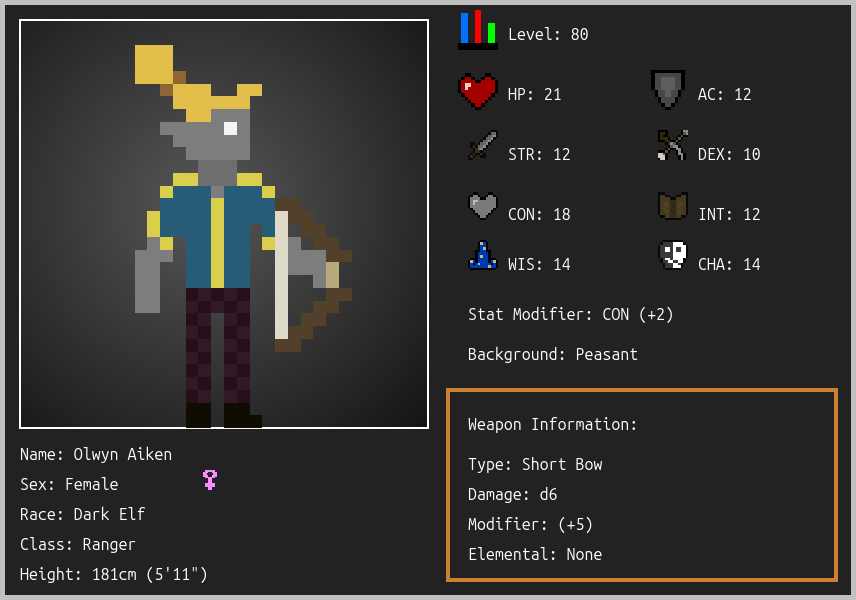 Level: 80
HP: 21
AC: 12
STR: 12
DEX: 10
CON: 18
INT: 12
WIS: 14
CHA: 14
Stat Modifier: CON (+2)
Background: Peasant
Weapon Information:
Type: Short Bow
Damage: d6
Modifier: (+5)
Elemental: None
Name: Olwyn Aiken
Sex: Female
Race: Dark Elf
Class: Ranger
Height: 181cm (5'11")